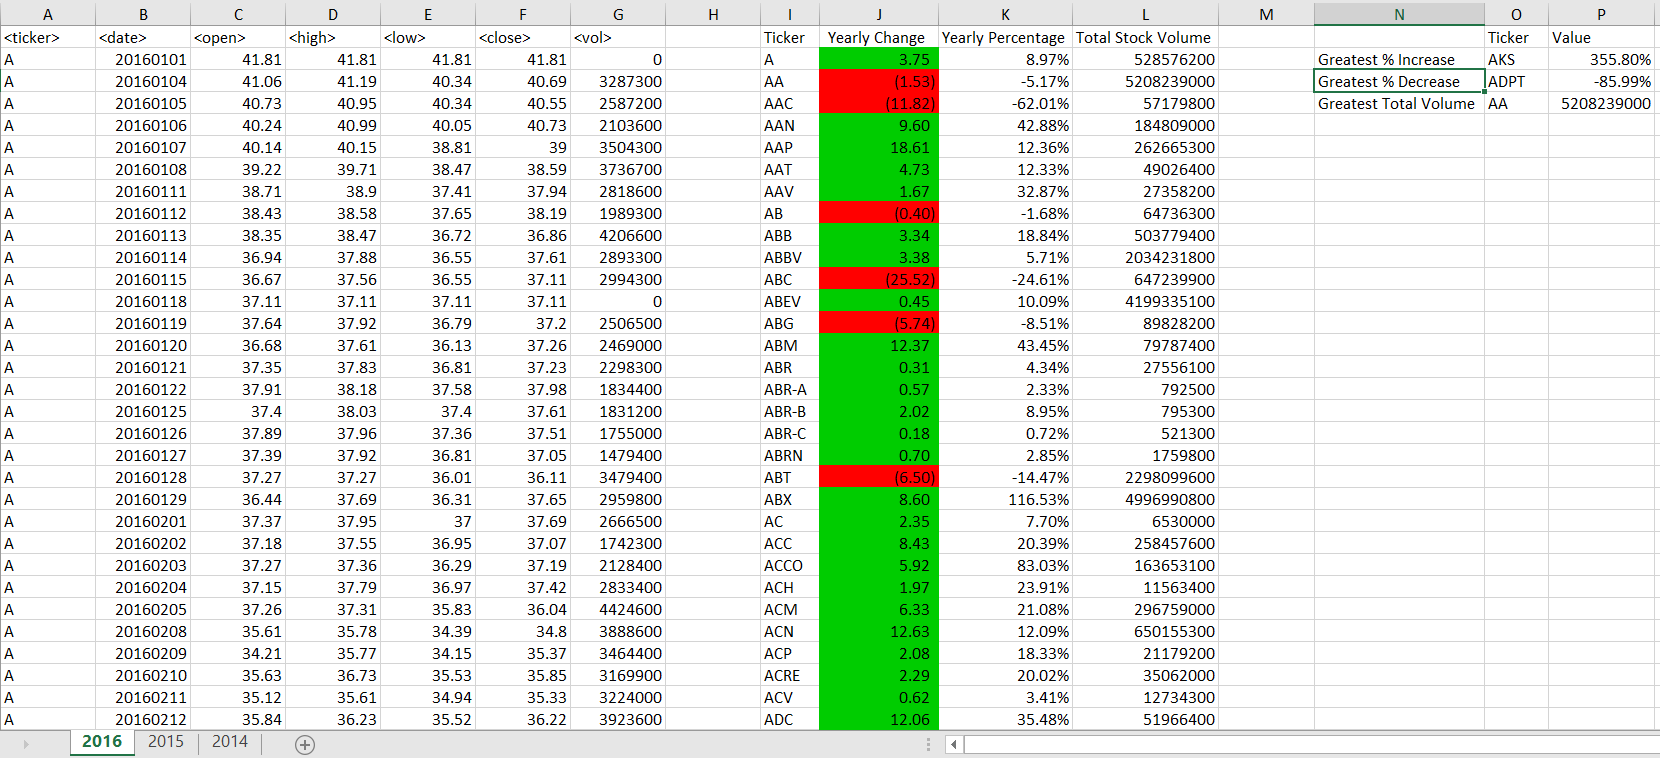 A B C D E F G H I J K L M N O P
<ticker> <date> <open> <high> <low> <close> <vol> Ticker Yearly Change Yearly Percentage Total Stock Volume Ticker Value
A 20160101 41.81 41.81 41.81 41.81 0 A 3.75 8.97% 528576200 Greatest % Increase AKS 355.80%
A 20160104 41.06 41.19 40.34 40.69 3287300 AA (1.53) -5.17% 5208239000 Greatest % Decrease ADPT -85.99%
A 20160105 40.73 40.95 40.34 40.55 2587200 AAC (11.82) -62.01% 57179800 Greatest Total Volume AA 5208239000
A 20160106 40.24 40.99 40.05 40.73 2103600 AAN 9.60 42.88% 184809000
A 20160107 40.14 40.15 38.81 39 3504300 AAP 18.61 12.36% 262665300
A 20160108 39.22 39.71 38.47 38.59 3736700 AAT 4.73 12.33% 49026400
A 20160111 38.71 38.9 37.41 37.94 2818600 AAV 1.67 32.87% 27358200
A 20160112 38.43 38.58 37.65 38.19 1989300 AB (0.40) -1.68% 64736300
A 20160113 38.35 38.47 36.72 36.86 4206600 ABB 3.34 18.84% 503779400
A 20160114 36.94 37.88 36.55 37.61 2893300 ABBV 3.38 5.71% 2034231800
A 20160115 36.67 37.56 36.55 37.11 2994300 ABC (25.52) -24.61% 647239900
A 20160118 37.11 37.11 37.11 37.11 0 ABEV 0.45 10.09% 4199335100
A 20160119 37.64 37.92 36.79 37.2 2506500 ABG (5.74) -8.51% 89828200
A 20160120 36.68 37.61 36.13 37.26 2469000 ABM 12.37 43.45% 79787400
A 20160121 37.35 37.83 36.81 37.23 2298300 ABR 0.31 4.34% 27556100
A 20160122 37.91 38.18 37.58 37.98 1834400 ABR-A 0.57 2.33% 792500
A 20160125 37.4 38.03 37.4 37.61 1831200 ABR-B 2.02 8.95% 795300
A 20160126 37.89 37.96 37.36 37.51 1755000 ABR-C 0.18 0.72% 521300
A 20160127 37.39 37.92 36.81 37.05 1479400 ABRN 0.70 2.85% 1759800
A 20160128 37.27 37.27 36.01 36.11 3479400 ABT (6.50) -14.47% 2298099600
A 20160129 36.44 37.69 36.31 37.65 2959800 ABX 8.60 116.53% 4996990800
A 20160201 37.37 37.95 37 37.69 2666500 AC 2.35 7.70% 6530000
A 20160202 37.18 37.55 36.95 37.07 1742300 ACC 8.43 20.39% 258457600
A 20160203 37.27 37.36 36.29 37.19 2128400 ACCO 5.92 83.03% 163653100
A 20160204 37.15 37.79 36.97 37.42 2833400 ACH 1.97 23.91% 11563400
A 20160205 37.26 37.31 35.83 36.04 4424600 ACM 6.33 21.08% 296759000
A 20160208 35.61 35.78 34.39 34.8 3888600 ACN 12.63 12.09% 650155300
A 20160209 34.21 35.77 34.15 35.37 3464400 ACP 2.08 18.33% 21179200
A 20160210 35.63 36.73 35.53 35.85 3169900 ACRE 2.29 20.02% 35062000
A 20160211 35.12 35.61 34.94 35.33 3224000 ACV 0.62 3.41% 12734300
A 20160212 35.84 36.23 35.52 36.22 3923600 ADC 12.06 35.48% 51966400
2016 2015 2014